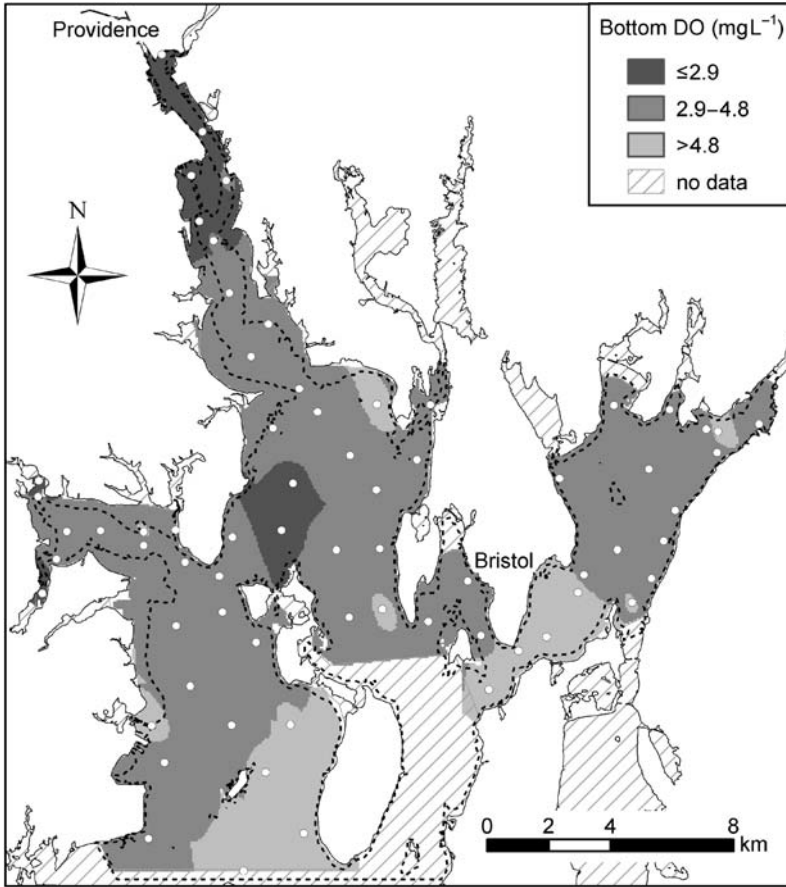 Providence
Bottom DO (mgL⁻¹)
≤2.9
2.9–4.8
>4.8
no data
N
Bristol
0 2 4 8
km